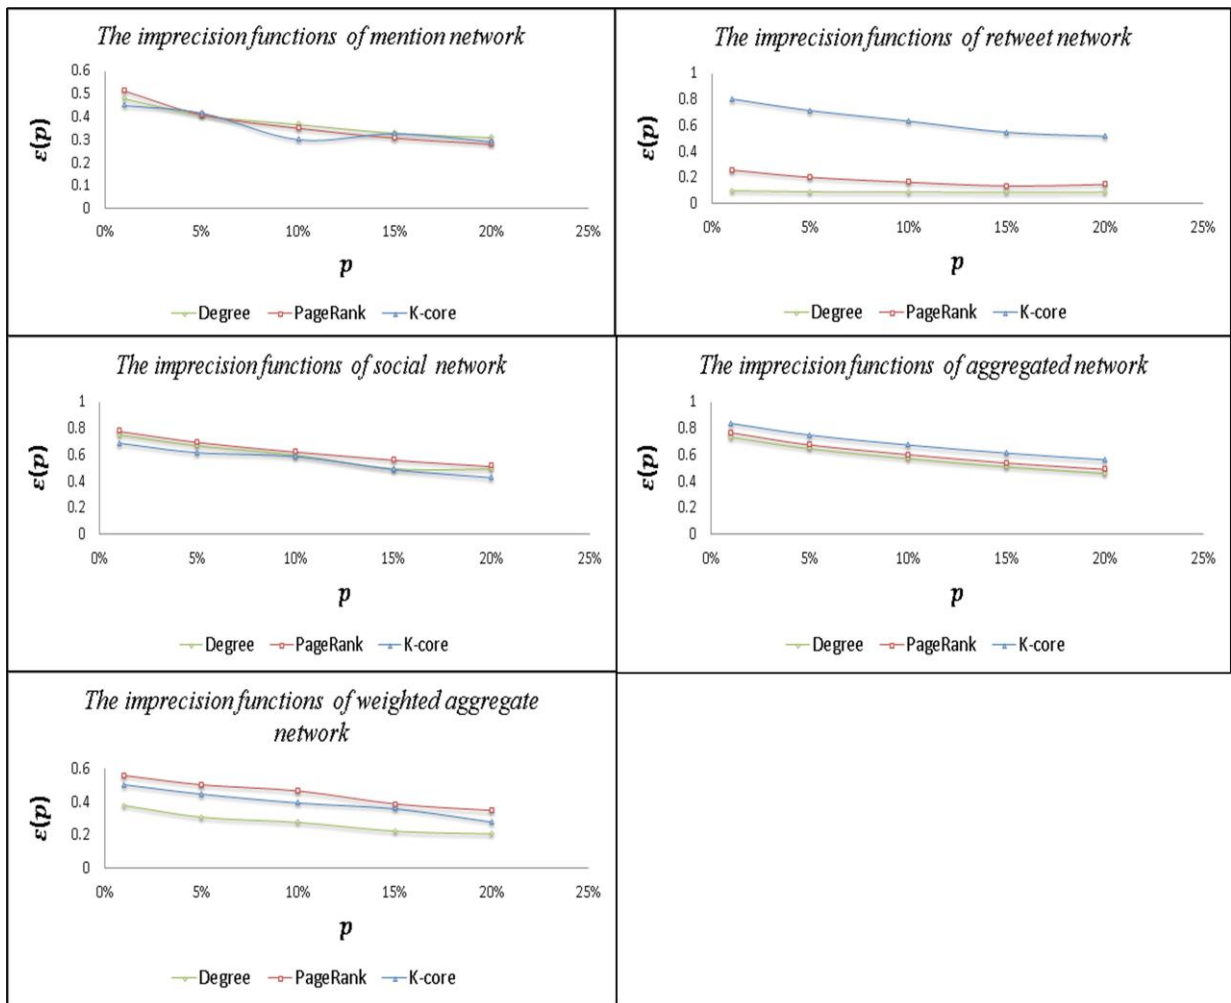 The imprecision functions of mention network
0.6
0.5
0.4
0.3
0.2
0.1
0
ε(p)
0% 5% 10% 15% 20% 25%
p
Degree PageRank K-core
The imprecision functions of retweet network
1
0.8
0.6
0.4
0.2
0
ε(p)
0% 5% 10% 15% 20% 25%
p
Degree PageRank K-core
The imprecision functions of social network
1
0.8
0.6
0.4
0.2
0
ε(p)
0% 5% 10% 15% 20% 25%
p
Degree PageRank K-core
The imprecision functions of aggregated network
1
0.8
0.6
0.4
0.2
0
ε(p)
0% 5% 10% 15% 20% 25%
p
Degree PageRank K-core
The imprecision functions of weighted aggregate
network
0.6
0.4
0.2
0
ε(p)
0% 5% 10% 15% 20% 25%
p
Degree PageRank K-core